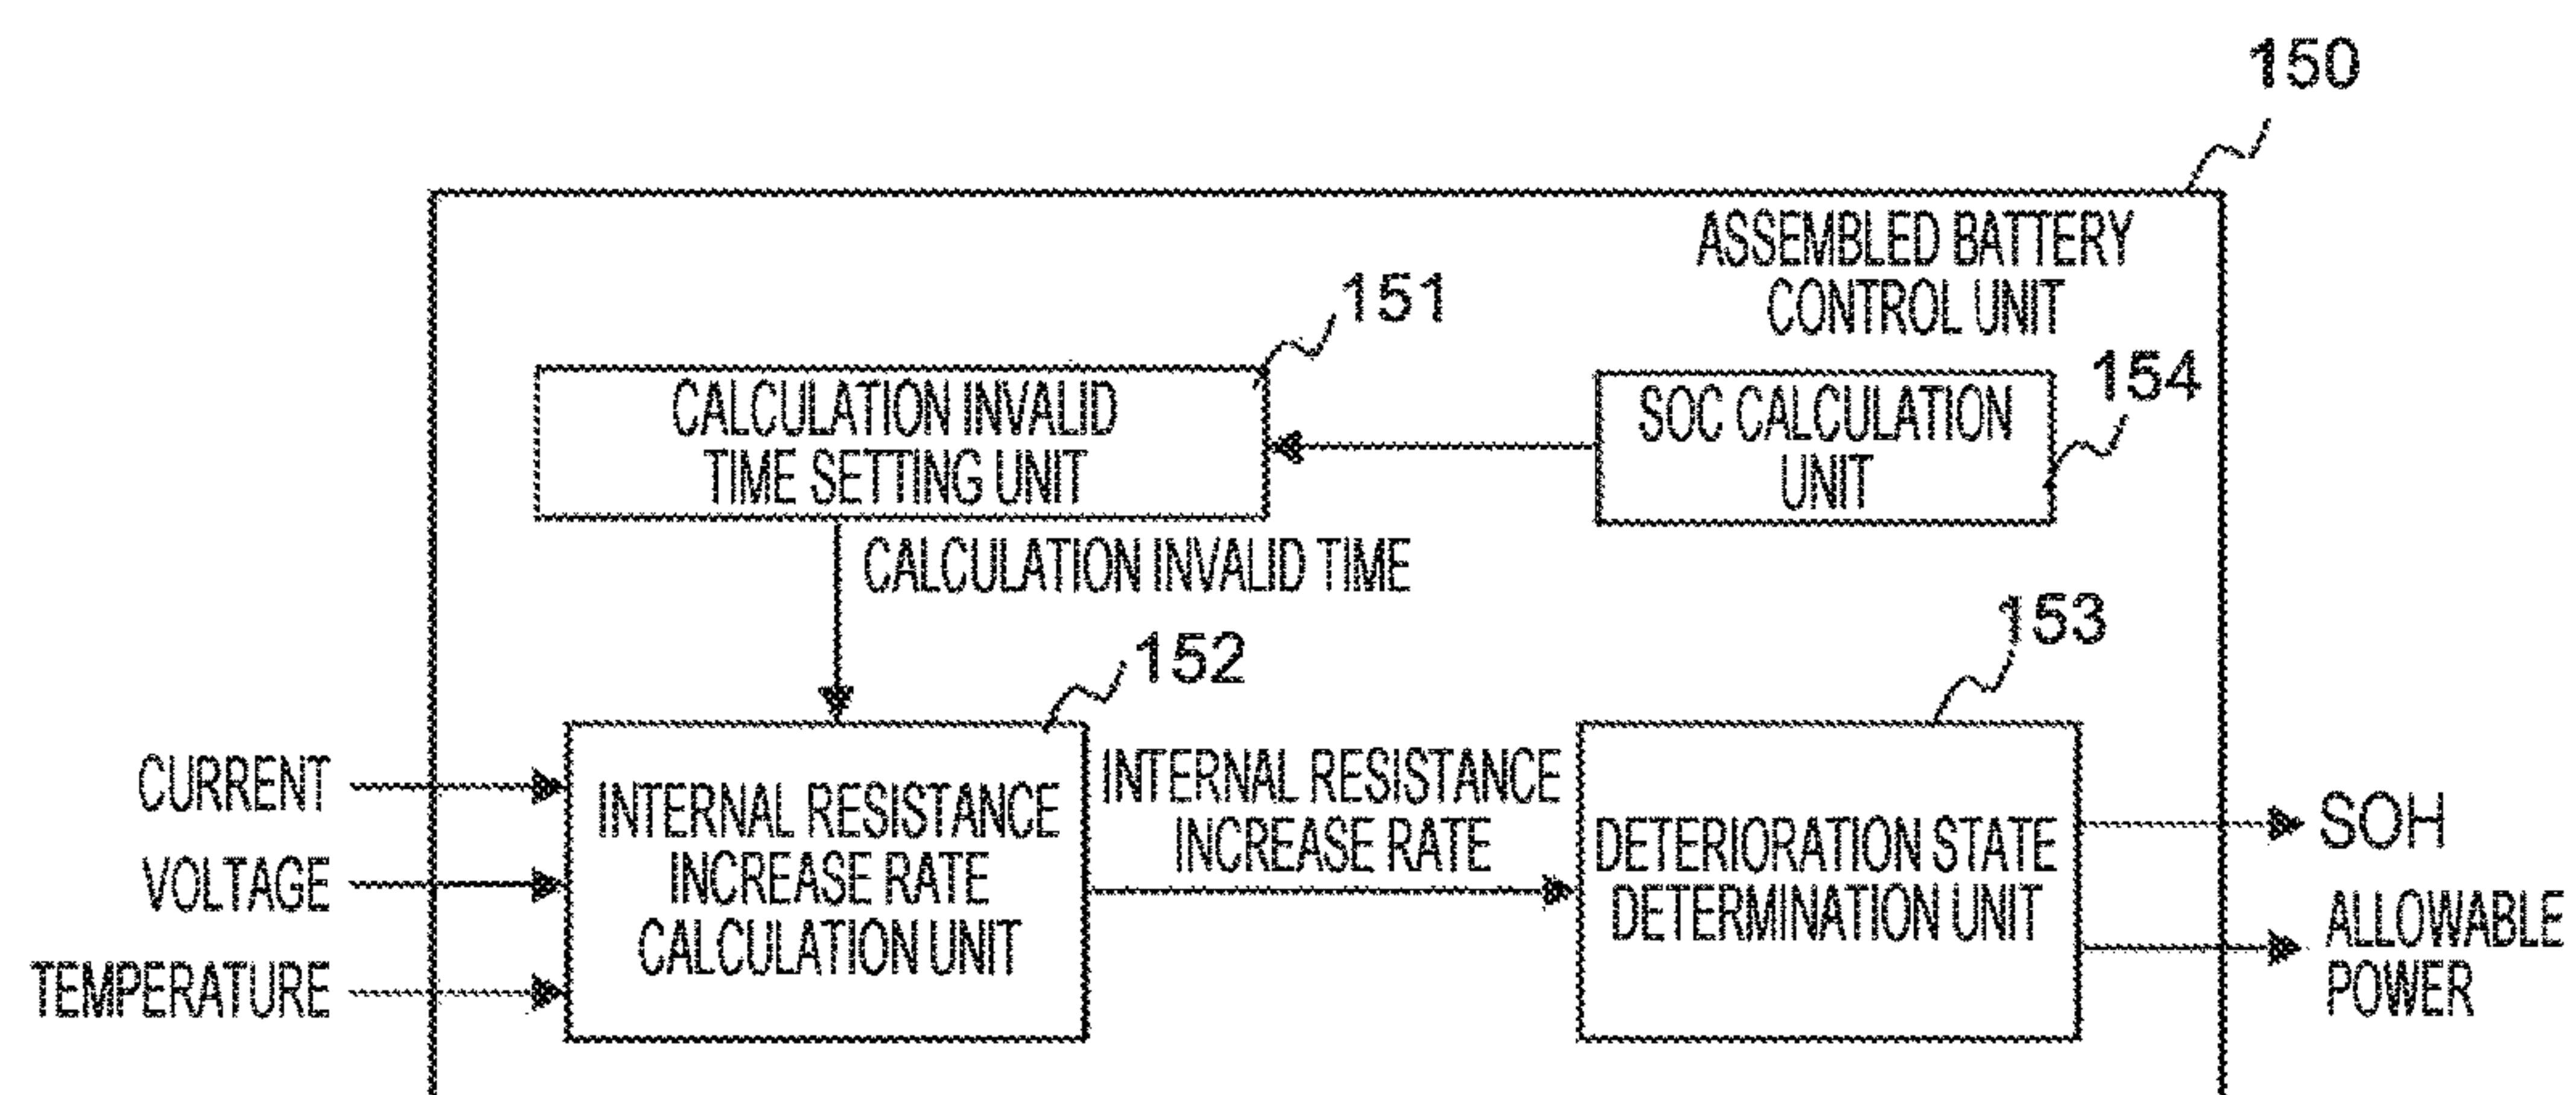 150
ASSEMBLED BATTERY
CONTROL UNIT
151
154
CALCULATION INVALID
TIME SETTING UNIT
SOC CALCULATION
UNIT
CALCULATION INVALID TIME
152
153
CURRENT
VOLTAGE
TEMPERATURE
INTERNAL RESISTANCE
INCREASE RATE
CALCULATION UNIT
INTERNAL RESISTANCE
INCREASE RATE
DETERIORATION STATE
DETERMINATION UNIT
SOH
ALLOWABLE
POWER